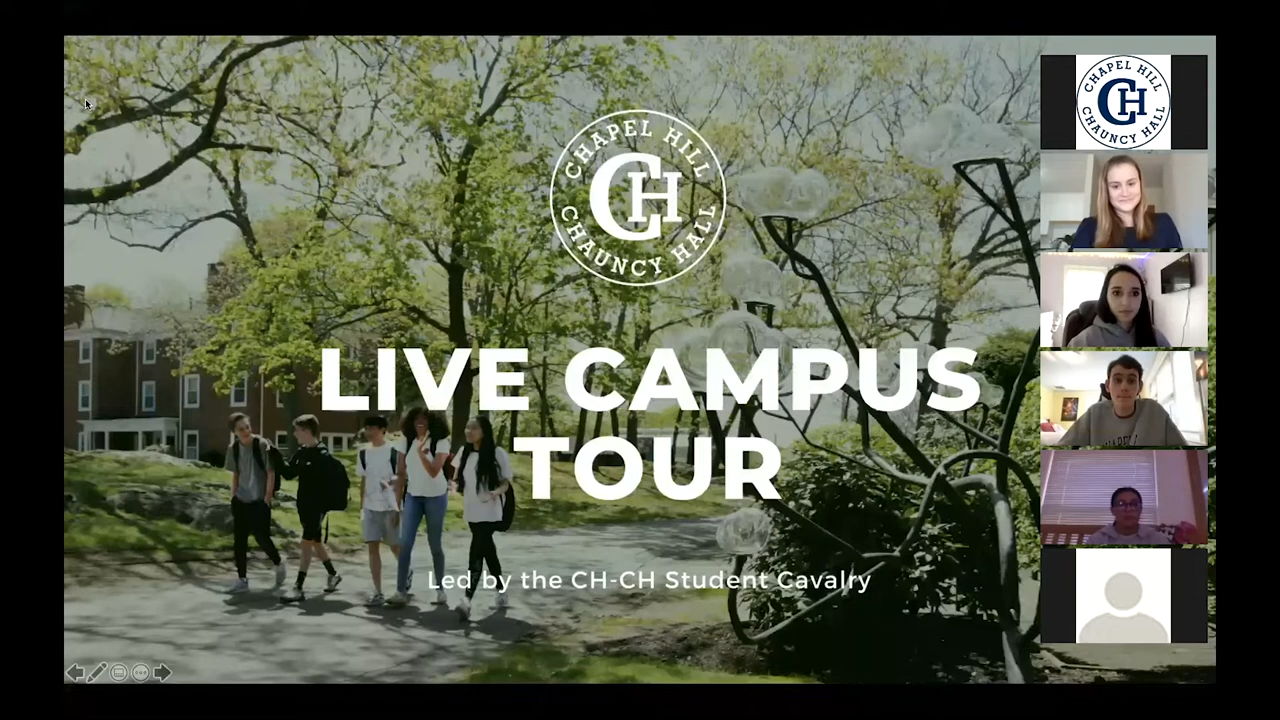 CHAPEL HILL
CH
CHAUNCY HALL
LIVE CAMPUS
TOUR
Led by the CH-CH Student Cavalry
CHAPEL HILL
CH
CHAUNCY HALL